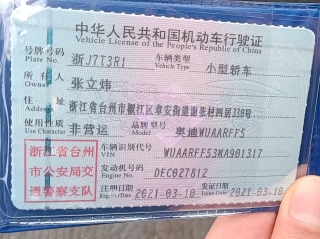 中华人民共和国机动车行驶证
Vehicle License of the People's Republic of China
号牌号码 浙J7T3R1 车辆类型 小型轿车
Plate No. Vehicle Type
所有人 张立炜
Owner
住址 浙江省台州市椒江区章安街道谢张村四区338号
Address
使用性质 非营运 品牌型号 奥迪WUAARFF5
Use Character Model
浙江省台州
市公安局交
通警察支队
车辆识别代号 WUAARFF53MA901317
VIN
发动机号码 DEC027812
Engine No.
注册日期 2021-03-10 发证日期 2021-03-10
Register Date Issue Date